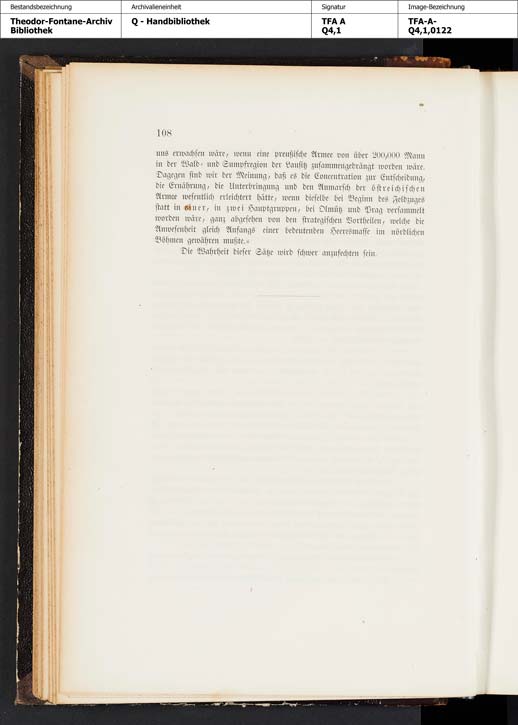 Bestandsbezeichnung
Archivalieneinheit
Signatur
Image-Bezeichnung
Theodor-Fontane-Archiv
Bibliothek
Q - Handbibliothek
TFA A
Q4,1
TFA-A-
Q4,1,0122
108
uns erwachsen wäre, wenn eine preußische Armee von über 200,000 Mann
in der Wald- und Sumpfregion der Lausitz zusammengedrängt worden wäre.
Dagegen sind wir der Meinung, daß es die Concentration zur Entscheidung,
die Ernährung, die Unterbringung und den Anmarsch der östreichischen
Armee wesentlich erleichtert hätte, wenn dieselbe bei Beginn des Feldzuges
statt in einer, in zwei Hauptgruppen, bei Olmütz und Prag versammelt
worden wäre, ganz abgesehen von den strategischen Vortheilen, welche die
Anwesenheit gleich Anfangs einer bedeutenden Heeresmasse im nördlichen
Böhmen gewähren mußte.«
Die Wahrheit dieser Sätze wird schwer anzufechten sein.